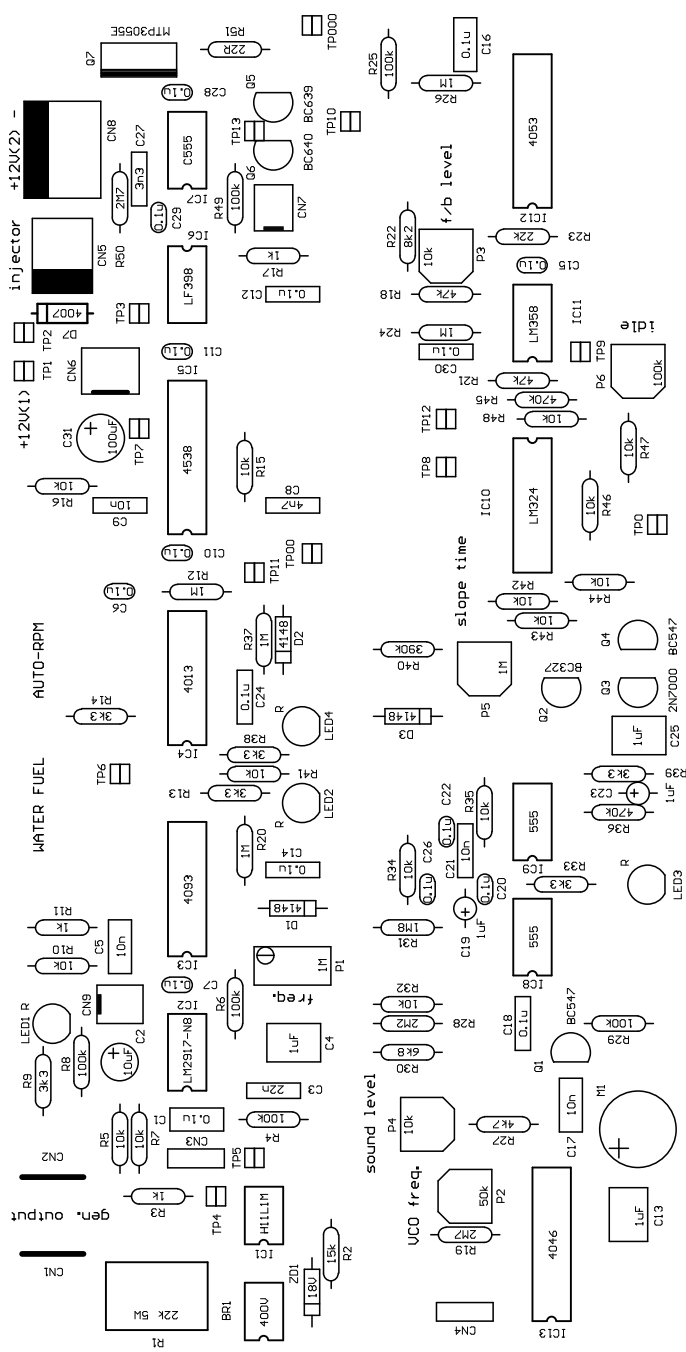 MTP3055E
Q7
R51
22R
TP000
+12V(2) -
CN8
0.1u
C28
Q5
BC639
TP13
BC640
Q6
TP10
C27
3n3
C555
IC7
2M7
R50
0.1u
C29
R49
100k
CN7
injector
CN5
IC6
LF398
R17
1k
C12
0.1u
4007
D7
TP3
TP2
TP1
CN6
0.1u
C11
IC5
+12V(1)
C31
100uF
TP7
4538
10k
R15
R16
10k
10n
C9
C8
4n7
0.1u
C10
TP11
TP00
C6
0.1u
R12
1M
AUTO-RPM
4013
IC4
R37
1M
4148
D2
0.1u
C24
R14
3k3
R
LED4
R38
3k3
10k
R41
WATER FUEL
TP6
R13
3k3
R
LED2
4093
IC3
1M
R20
C14
0.1u
4148
D1
R11
1k
R10
10k
C5
10n
1M
P1
freq.
0.1u
C7
IC2
R6
100k
LED1 R
CN9
C2
10uF
LM2917-N8
1uF
C4
R9
3k3
R8
100k
22n
C3
R5
10k
10k
R7
C1
0.1u
100k
R4
CN2
CN3
TP5
gen. output
R3
1k
TP4
H11L1M
IC1
CN1
15k
R2
ZD1
18V
22k 5W
R1
BR1
400V
R25
100k
0.1u
C16
R26
1M
4053
IC12
f/b level
R22
8k2
10k
P3
22k
R23
0.1u
C15
R18
47k
R24
1M
0.1u
C30
LM358
IC11
TP9
idle
P6
100k
R21
47k
R45
470k
R48
10k
TP12
TP8
IC10
LM324
10k
R47
10k
R46
TP0
slope time
R42
10k
10k
R43
10k
R44
390k
R40
1M
P5
BC327
Q2
Q4
BC547
Q3
2N7000
4148
D3
1uF
C25
3k3
R39
C23
1uF
470k
R36
C22
0.1u
R35
10k
C21
10n
555
IC9
R34
10k
C26
0.1u
0.1u
C20
R33
3k3
R
LED3
1M8
R31
C19
1uF
555
IC8
R32
10k
2M2
R28
6k8
R30
C18
0.1u
BC547
Q1
100k
R29
sound level
P4
10k
4k7
R27
10n
C17
M1
VCO freq.
50k
P2
2M7
R19
4046
IC13
1uF
C13
CN4